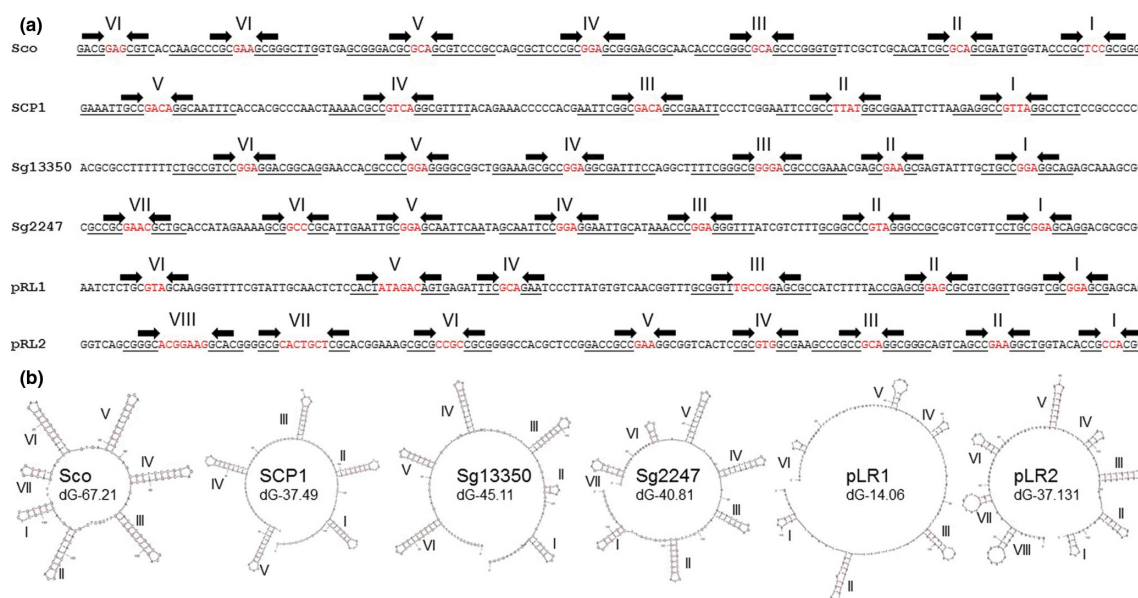 (a)
VI VI V IV III II I
Sco GACGGAGCGTCACCAAGCCCGCGAAGCGGGCTTGGTGAGCGGGACGCGCAGCGTCCCGCCAGCGCTCCCGCGGAGCGGGAGCGCAACACCCGGGCGCAGCCCGGGTGTTCGCTCGCACATCGCGCAGCGATGTGGTACCCGCTCCGCGGG
V IV III II I
SCP1 GAAATTGCCGACAGGCAATTTCACCACGCCCAACTAAAACGCCGTCAGGCGTTTTACAGAAACCCCCACGAATTCGGCGACAGCCGAATTCCCTCGGAATTCCGCCTTATGGCGGAATTCTTAAGAGGCCGTTAGGCCTCTCCGCCCCC
VI V IV III II I
Sg13350 ACGCGCCTTTTTTCTGCCGTCCGGAGGACGGCAGGAACCACGCCCCGGAGGGGCGGCTGGAAAGCGCGGAGGCGATTTCCAGGCTTTTCGGGCGGGGACGCCCGAAACGAGCGAAGCGAGTATTTGCTGCCGGAGGCAGAGCAAAGCG
VII VI V IV III II I
Sg2247 CGCCGCGAACGCTGCACCATAGAAAAGCGGCCCGCATTGAATTGCGGAGCAATTCAATAGCAATTCCGGAGGAATTGCATAAACCCGGAGGGTTTATCGTCTTTGCGGCCCGTAGGGCCGCGCGTCGTTCCTGCGGAGCAGGACGCGCG
VI V IV III II I
pRL1 AATCTCTGCGTAGCAAGGGTTTTCGTATTGCAACTCTCCACTATAGACAGTGAGATTTCGCAGAATCCCTTATGTGTCAACGGTTTGCGGTTTGCCGGAGCGCCATCTTTTACCGAGCGGAGCGCGTCGGTTGGGTCGCGGAGCGAGCA
VIII VII VI V IV III II I
pRL2 GGTCAGCGGGCACGGAAGGCACGGGGCGCACTGCTCGCACGGAAAGCGCGCCGCCGCGGGGCCACGCTCCGGACCGCCGAAGGCGGTCACTCCGCGTGGCGAAGCCCGCCGCAGGCGGGCAGTCAGCCGAAGGCTGGTACACCGCCACG
(b)
V VI IV VII III I II
Sco
dG-67.21
III II IV I V
SCP1
dG-37.49
IV III V II VI I
Sg13350
dG-45.11
V VI IV VII III I II
Sg2247
dG-40.81
V IV VI III I II
pLR1
dG-14.06
V IV VI III VII II VIII I
pLR2
dG-37.131